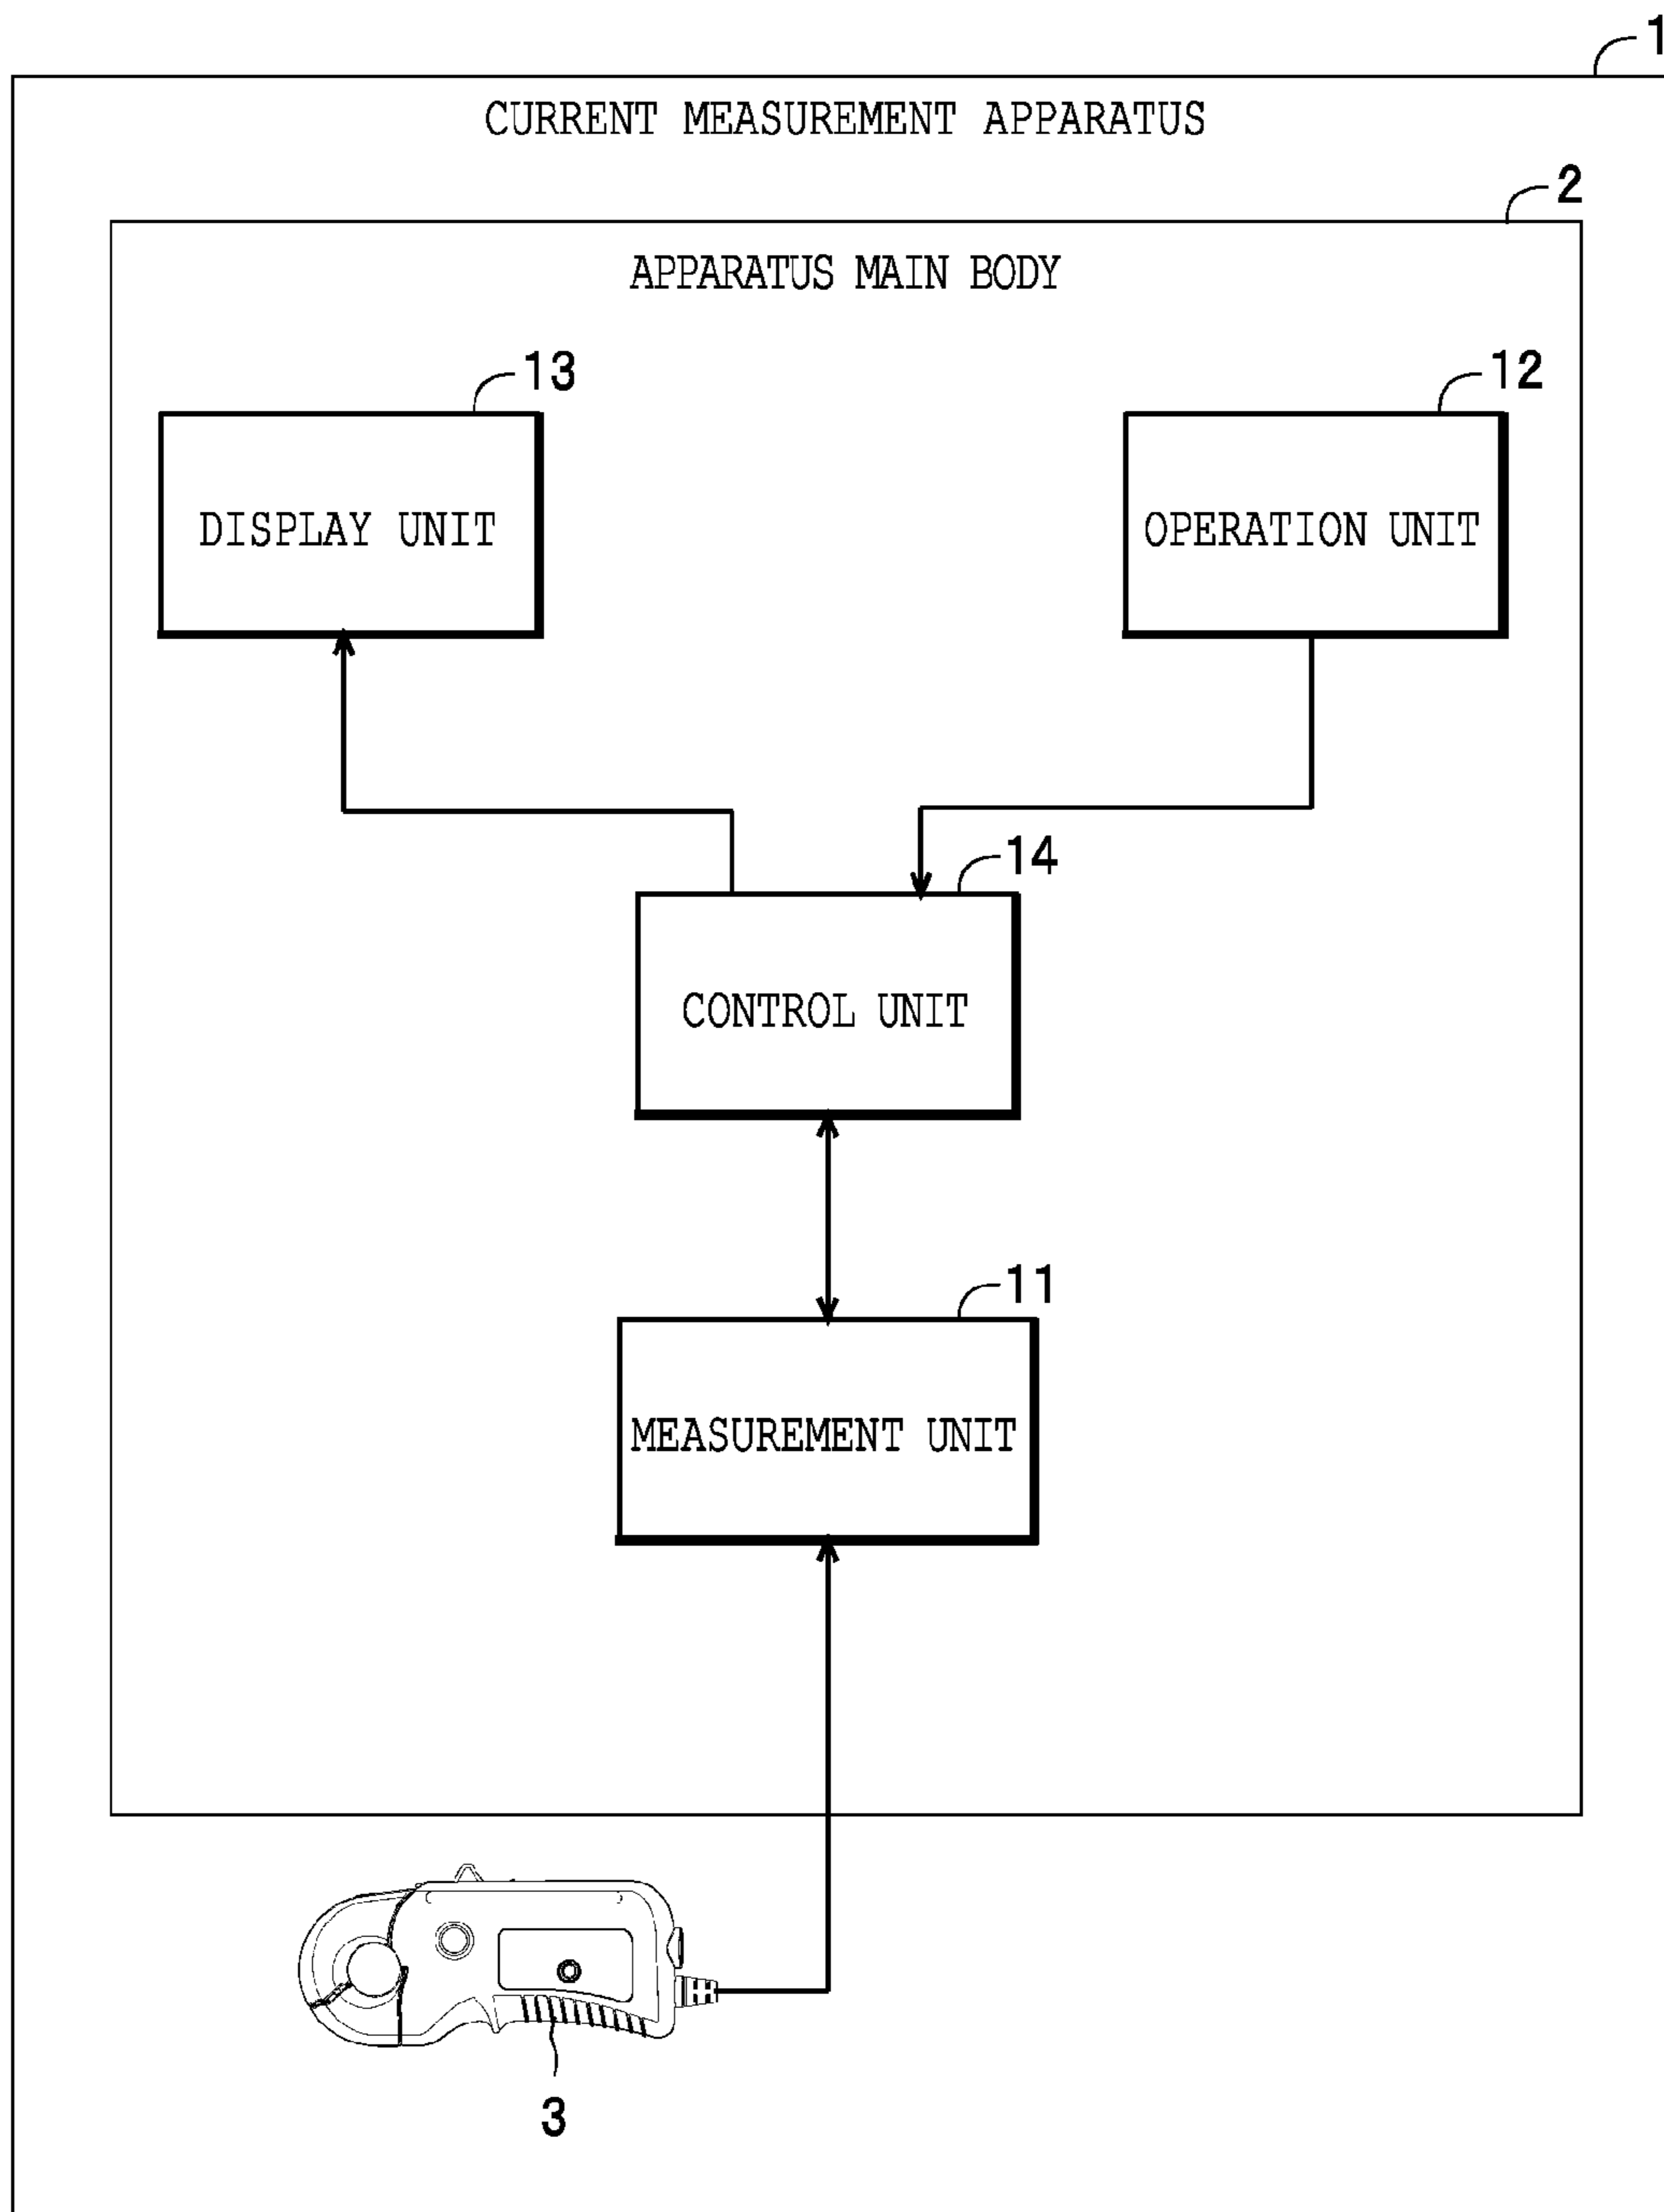 1
CURRENT MEASUREMENT APPARATUS
2
APPARATUS MAIN BODY
13
12
DISPLAY UNIT
OPERATION UNIT
14
CONTROL UNIT
11
MEASUREMENT UNIT
3